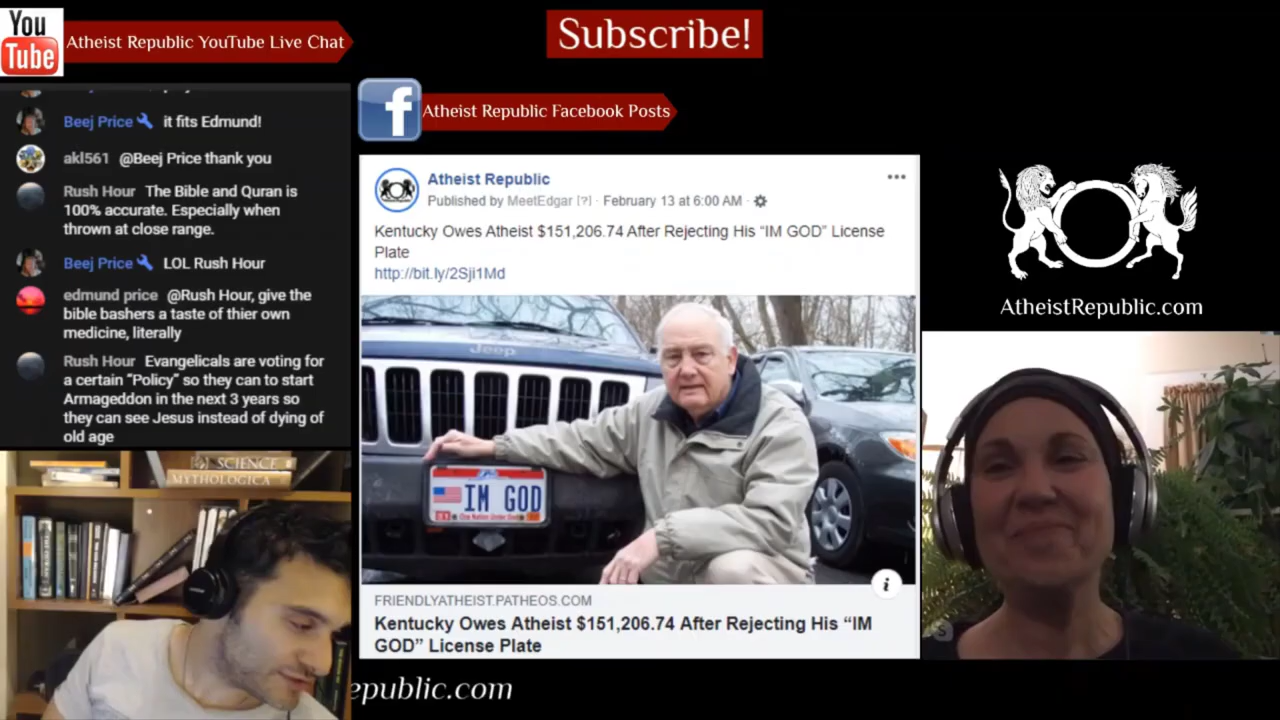 You
Tube
Atheist Republic YouTube Live Chat
Beej Price it fits Edmund!
akl561 @Beej Price thank you
Rush Hour The Bible and Quran is
100% accurate. Especially when
thrown at close range.
Beej Price LOL Rush Hour
edmund price @Rush Hour, give the
bible bashers a taste of thier own
medicine, literally
Rush Hour Evangelicals are voting for
a certain “Policy” so they can to start
Armageddon in the next 3 years so
they can see Jesus instead of dying of
old age
SCIENCE
MYTHOLOGICA
Subscribe!
f
Atheist Republic Facebook Posts
Atheist Republic
Published by MeetEdgar [?] · February 13 at 6:00 AM ·
Kentucky Owes Atheist $151,206.74 After Rejecting His “IM GOD” License
Plate
http://bit.ly/2Sji1Md
IM GOD
One Nation Under God
i
FRIENDLYATHEIST.PATHEOS.COM
Kentucky Owes Atheist $151,206.74 After Rejecting His “IM
GOD” License Plate
epublic.com
AtheistRepublic.com